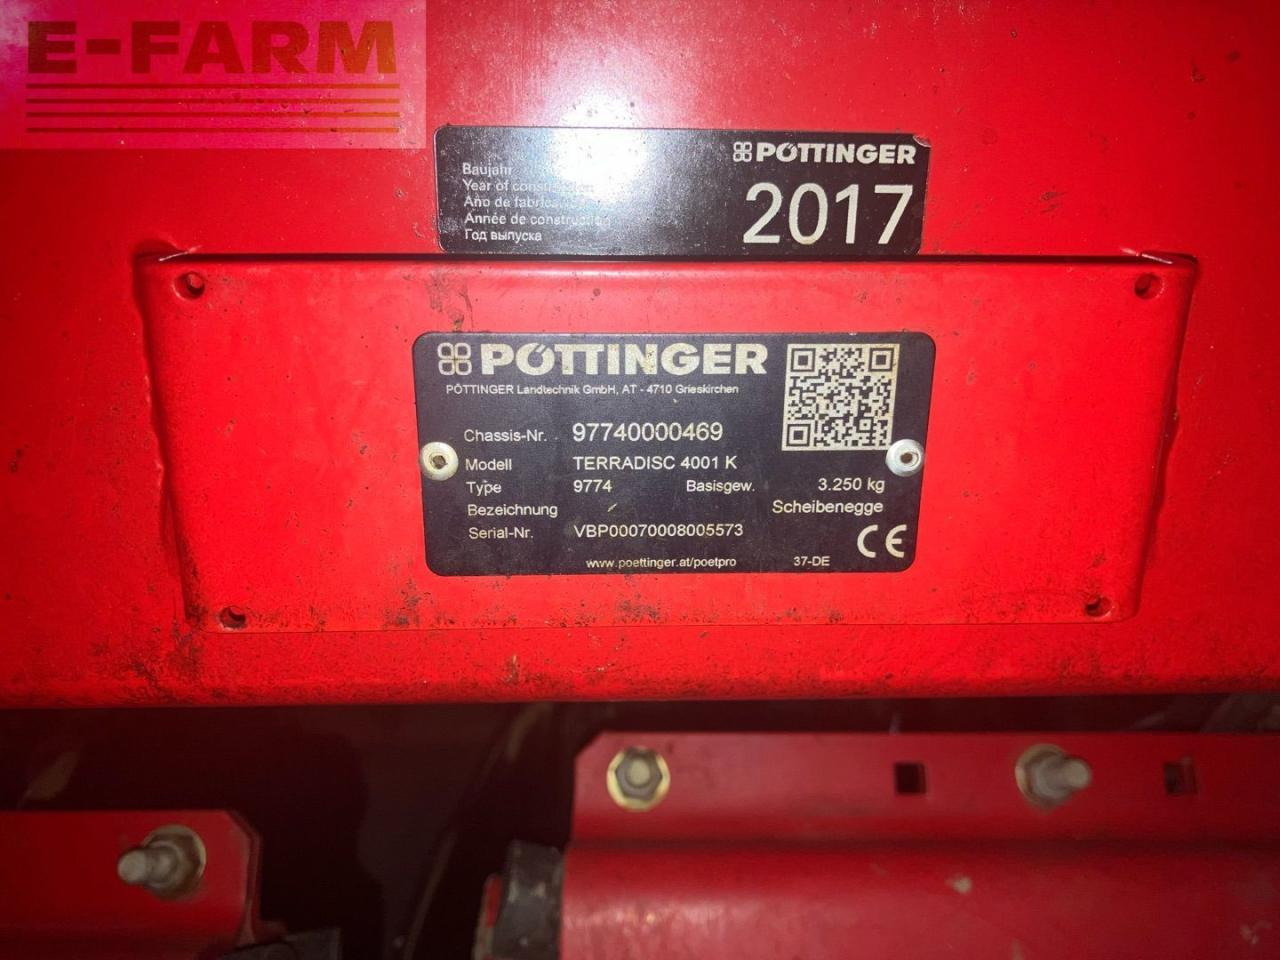 E-FARM
PÖTTINGER
Baujahr
Year of construction
Año de fabricación
Année de construction
Год выпуска
2017
PÖTTINGER
PÖTTINGER Landtechnik GmbH, AT - 4710 Grieskirchen
Chassis-Nr. 97740000469
Modell TERRADISC 4001 K
Type 9774 Basisgew. 3.250 kg
Bezeichnung Scheibenegge
Serial-Nr. VBP00070008005573
CE
www.poettinger.at/poetpro 37-DE